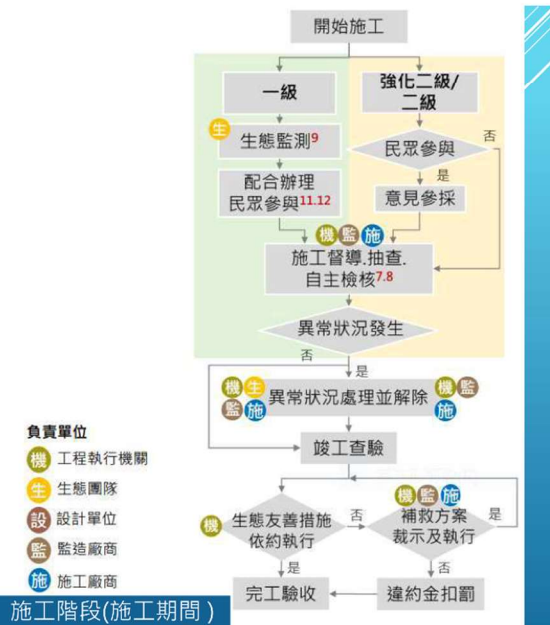 開始施工
一級
強化二級/
二級
生
生態監測9
民眾參與
否
是
配合辦理
民眾參與11.12
意見參採
機 監 施
施工督導.抽查.
自主檢核7.8
異常狀況發生
否
是
機 生
監 施
異常狀況處理並解除
機 監
施
竣工查驗
機
生態友善措施
依約執行
否
機 監 施
補救方案
裁示及執行
是
是
否
完工驗收
違約金扣罰
負責單位
機 工程執行機關
生 生態團隊
設 設計單位
監 監造廠商
施 施工廠商
施工階段(施工期間)